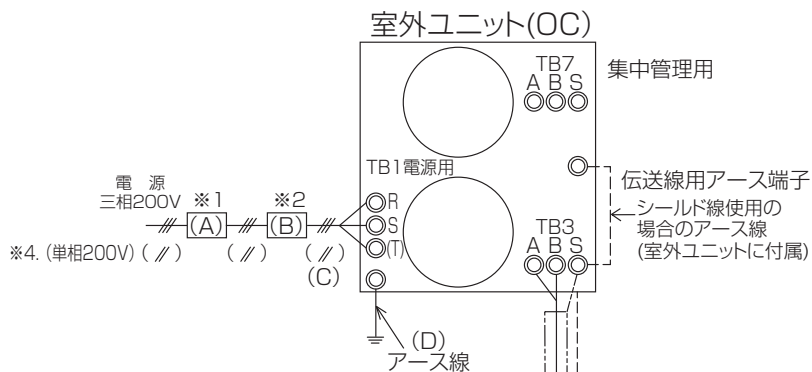 室外ユニット(OC)
TB7
A B S
集中管理用
TB1電源用
電 源
三相200V
※1
※2
(A)
(B)
R
S
(T)
※4. (単相200V) ( // )
( // )
( // )
(C)
伝送線用アース端子
シールド線使用の
場合のアース線
(室外ユニットに付属)
TB3
A B S
(D)
アース線